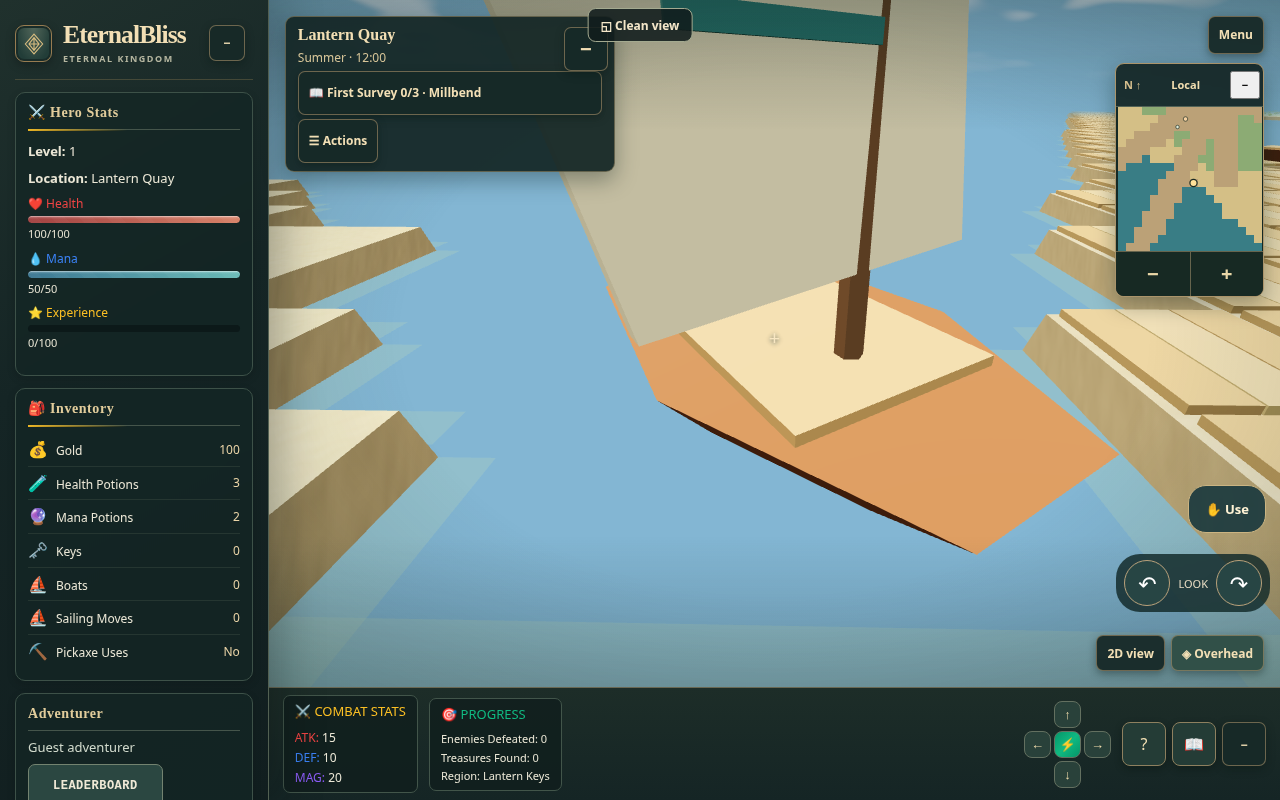 EternalBliss
ETERNAL KINGDOM
−
⚔️ Hero Stats
Level: 1
Location: Lantern Quay
❤️ Health
100/100
💧 Mana
50/50
⭐ Experience
0/100
🎒 Inventory
💰 Gold 100
🧪 Health Potions 3
🔮 Mana Potions 2
🗝️ Keys 0
⛵ Boats 0
⛵ Sailing Moves 0
⛏️ Pickaxe Uses No
Adventurer
Guest adventurer
LEADERBOARD
Lantern Quay
Summer · 12:00
−
📖 First Survey 0/3 · Millbend
☰ Actions
◱ Clean view
Menu
N ↑ Local −
− +
✋ Use
↶ LOOK ↷
2D view
◈ Overhead
⚔️ COMBAT STATS
ATK: 15
DEF: 10
MAG: 20
🎯 PROGRESS
Enemies Defeated: 0
Treasures Found: 0
Region: Lantern Keys
↑
← ⚡ →
↓
? 📖 −